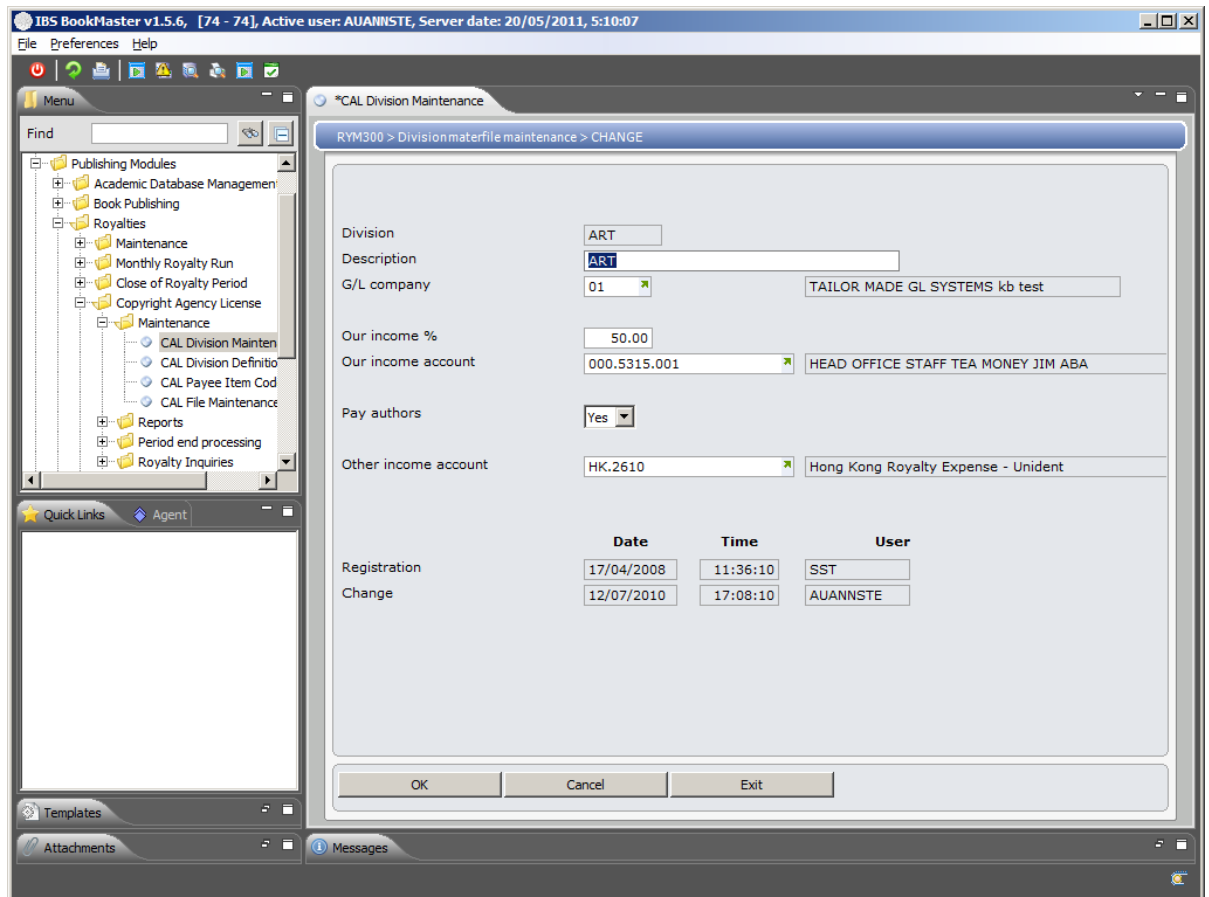 IBS BookMaster v1.5.6, [74 - 74], Active user: AUANNSTE, Server date: 20/05/2011, 5:10:07
File Preferences Help
Menu
Find
Publishing Modules
Academic Database Managemen
Book Publishing
Royalties
Maintenance
Monthly Royalty Run
Close of Royalty Period
Copyright Agency License
Maintenance
CAL Division Mainten
CAL Division Definitio
CAL Payee Item Cod
CAL File Maintenance
Reports
Period end processing
Royalty Inquiries
Quick Links Agent
Templates
Attachments
*CAL Division Maintenance
RYM300 > Division materfile maintenance > CHANGE
Division ART
Description ART
G/L company 01 TAILOR MADE GL SYSTEMS kb test
Our income % 50.00
Our income account 000.5315.001 HEAD OFFICE STAFF TEA MONEY JIM ABA
Pay authors Yes
Other income account HK.2610 Hong Kong Royalty Expense - Unident
Date Time User
Registration 17/04/2008 11:36:10 SST
Change 12/07/2010 17:08:10 AUANNSTE
OK Cancel Exit
Messages